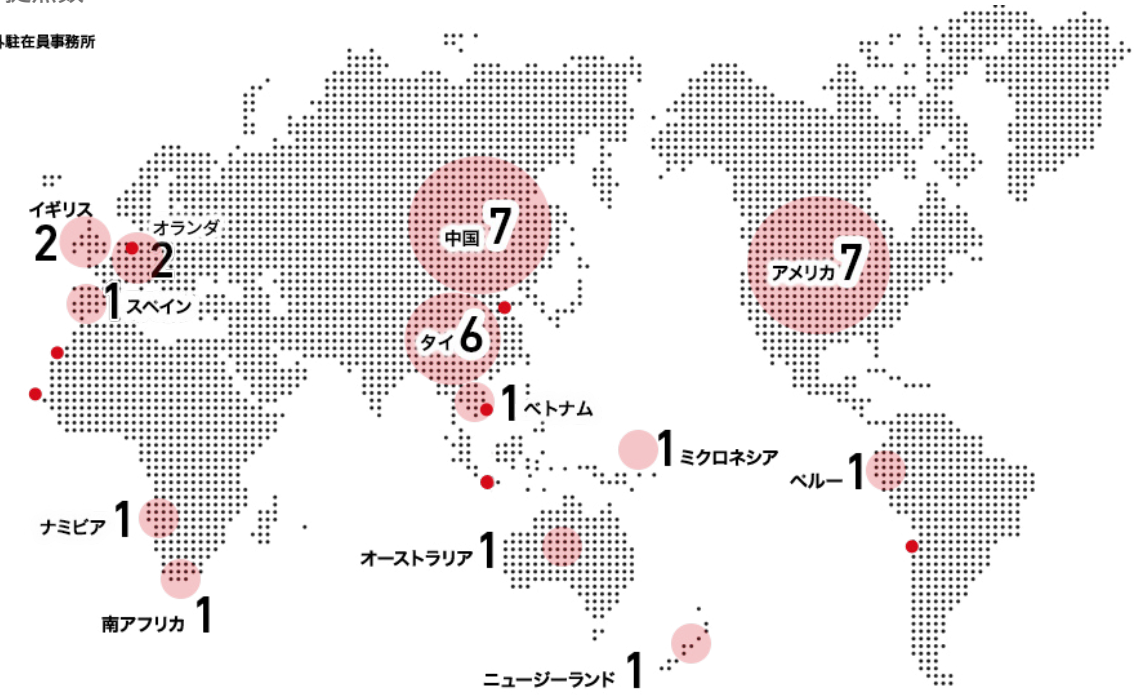 駐在員事務所
イギリス
2
オランダ
2
1 スペイン
中国 7
アメリカ 7
タイ 6
1 ベトナム
1 ミクロネシア
ペルー 1
ナミビア 1
オーストラリア 1
南アフリカ 1
ニュージーランド 1